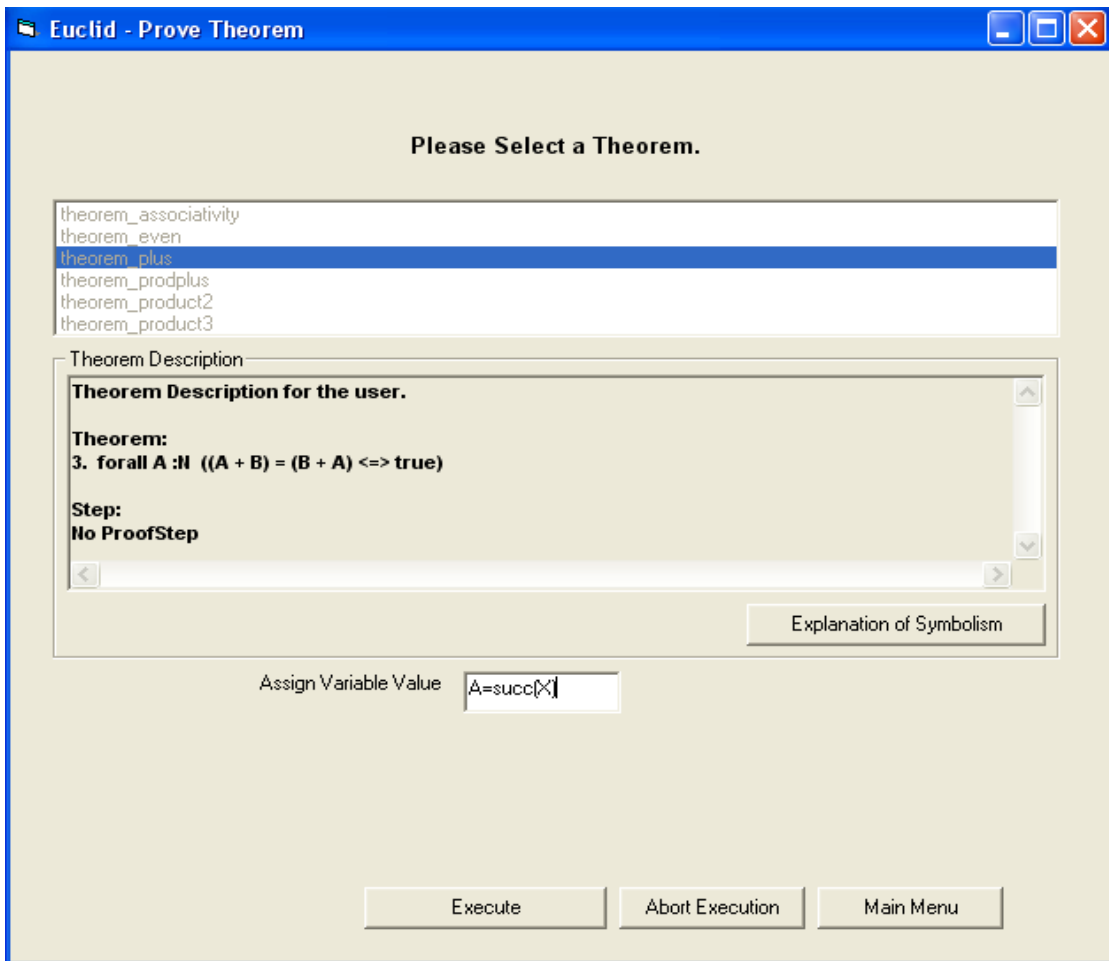 Euclid - Prove Theorem
Please Select a Theorem.
theorem_associativity
theorem_even
theorem_plus
theorem_prodplus
theorem_product2
theorem_product3
Theorem Description
Theorem Description for the user.
Theorem:
3.  forall A :N  ((A + B) = (B + A) <=> true)
Step:
No ProofStep
Explanation of Symbolism
Assign Variable Value
A=succ(X)
Execute
Abort Execution
Main Menu